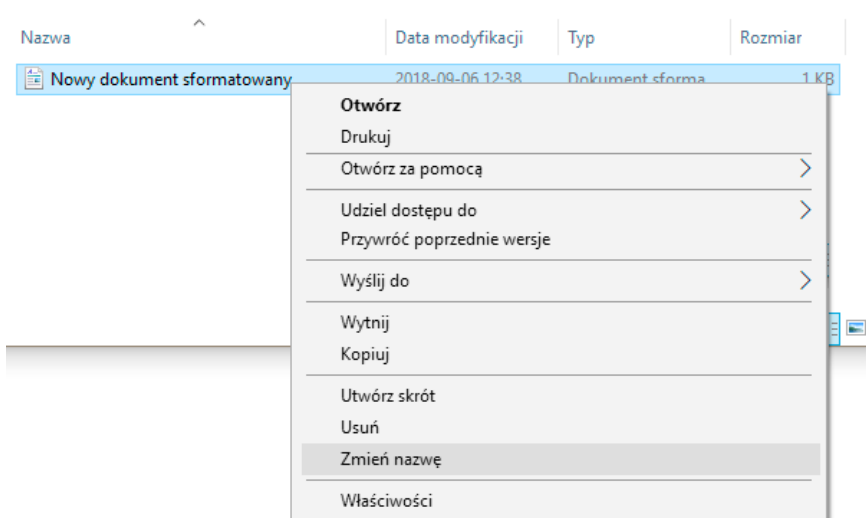 Nazwa Data modyfikacji Typ Rozmiar
Nowy dokument sformatowany 2018-09-06 12:38 Dokument sforma... 1 KB
Otwórz
Drukuj
Otwórz za pomocą
Udziel dostępu do
Przywróć poprzednie wersje
Wyślij do
Wytnij
Kopiuj
Utwórz skrót
Usuń
Zmień nazwę
Właściwości